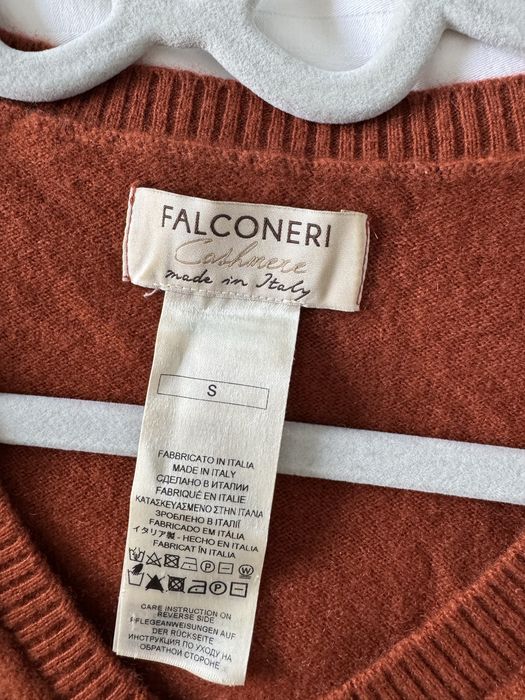 FALCONERI
Cashmere
made in Italy
S
FABBRICATO IN ITALIA
MADE IN ITALY
СДЕЛАНО В ИТАЛИИ
FABRIQUÉ EN ITALIE
ΚΑΤΑΣΚΕΥΑΣΜΕΝΟ ΣΤΗΝ ΙΤΑΛΙΑ
ЗРОБЛЕНО В ІТАЛІЇ
FABRICADO EM ITÁLIA
イタリア製 - HECHO EN ITALIA
FABRICAT ÎN ITALIA
CARE INSTRUCTION ON
REVERSE SIDE
PFLEGEANWEISUNGEN AUF
DER RÜCKSEITE
ИНСТРУКЦИЯ ПО УХОДУ НА
ОБРАТНОЙ СТОРОНЕ